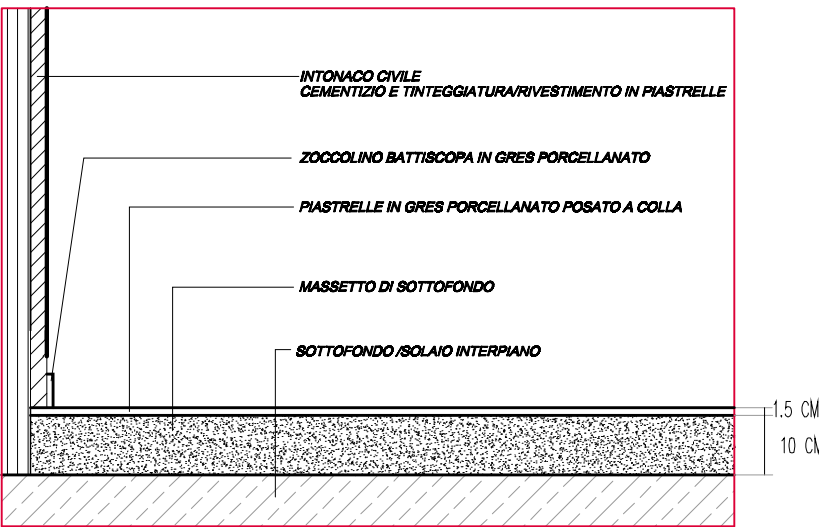 INTONACO CIVILE
CEMENTIZIO E TINTEGGIATURA/RIVESTIMENTO IN PIASTRELLE
ZOCCOLINO BATTISCOPA IN GRES PORCELLANATO
PIASTRELLE IN GRES PORCELLANATO POSATO A COLLA
MASSETTO DI SOTTOFONDO
SOTTOFONDO /SOLAIO INTERPIANO
1.5 CM
10 CM